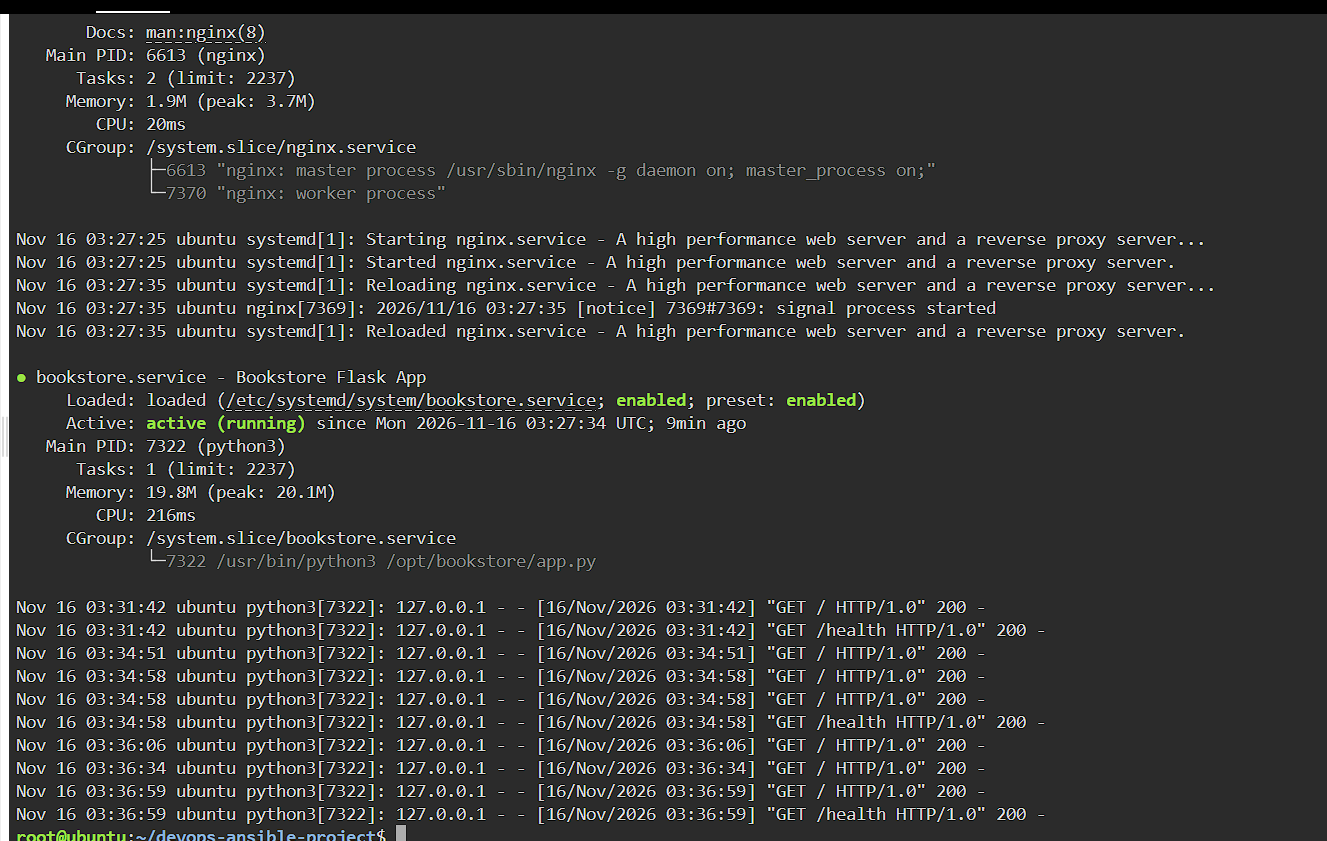 Docs: man:nginx(8)
Main PID: 6613 (nginx)
Tasks: 2 (limit: 2237)
Memory: 1.9M (peak: 3.7M)
CPU: 20ms
CGroup: /system.slice/nginx.service
├─6613 "nginx: master process /usr/sbin/nginx -g daemon on; master_process on;"
└─7370 "nginx: worker process"
Nov 16 03:27:25 ubuntu systemd[1]: Starting nginx.service - A high performance web server and a reverse proxy server...
Nov 16 03:27:25 ubuntu systemd[1]: Started nginx.service - A high performance web server and a reverse proxy server.
Nov 16 03:27:35 ubuntu systemd[1]: Reloading nginx.service - A high performance web server and a reverse proxy server...
Nov 16 03:27:35 ubuntu nginx[7369]: 2026/11/16 03:27:35 [notice] 7369#7369: signal process started
Nov 16 03:27:35 ubuntu systemd[1]: Reloaded nginx.service - A high performance web server and a reverse proxy server.
● bookstore.service - Bookstore Flask App
Loaded: loaded (/etc/systemd/system/bookstore.service; enabled; preset: enabled)
Active: active (running) since Mon 2026-11-16 03:27:34 UTC; 9min ago
Main PID: 7322 (python3)
Tasks: 1 (limit: 2237)
Memory: 19.8M (peak: 20.1M)
CPU: 216ms
CGroup: /system.slice/bookstore.service
└─7322 /usr/bin/python3 /opt/bookstore/app.py
Nov 16 03:31:42 ubuntu python3[7322]: 127.0.0.1 - - [16/Nov/2026 03:31:42] "GET / HTTP/1.0" 200 -
Nov 16 03:31:42 ubuntu python3[7322]: 127.0.0.1 - - [16/Nov/2026 03:31:42] "GET /health HTTP/1.0" 200 -
Nov 16 03:34:51 ubuntu python3[7322]: 127.0.0.1 - - [16/Nov/2026 03:34:51] "GET / HTTP/1.0" 200 -
Nov 16 03:34:58 ubuntu python3[7322]: 127.0.0.1 - - [16/Nov/2026 03:34:58] "GET / HTTP/1.0" 200 -
Nov 16 03:34:58 ubuntu python3[7322]: 127.0.0.1 - - [16/Nov/2026 03:34:58] "GET / HTTP/1.0" 200 -
Nov 16 03:34:58 ubuntu python3[7322]: 127.0.0.1 - - [16/Nov/2026 03:34:58] "GET /health HTTP/1.0" 200 -
Nov 16 03:36:06 ubuntu python3[7322]: 127.0.0.1 - - [16/Nov/2026 03:36:06] "GET / HTTP/1.0" 200 -
Nov 16 03:36:34 ubuntu python3[7322]: 127.0.0.1 - - [16/Nov/2026 03:36:34] "GET / HTTP/1.0" 200 -
Nov 16 03:36:59 ubuntu python3[7322]: 127.0.0.1 - - [16/Nov/2026 03:36:59] "GET / HTTP/1.0" 200 -
Nov 16 03:36:59 ubuntu python3[7322]: 127.0.0.1 - - [16/Nov/2026 03:36:59] "GET /health HTTP/1.0" 200 -
root@ubuntu:~/devops-ansible-project$